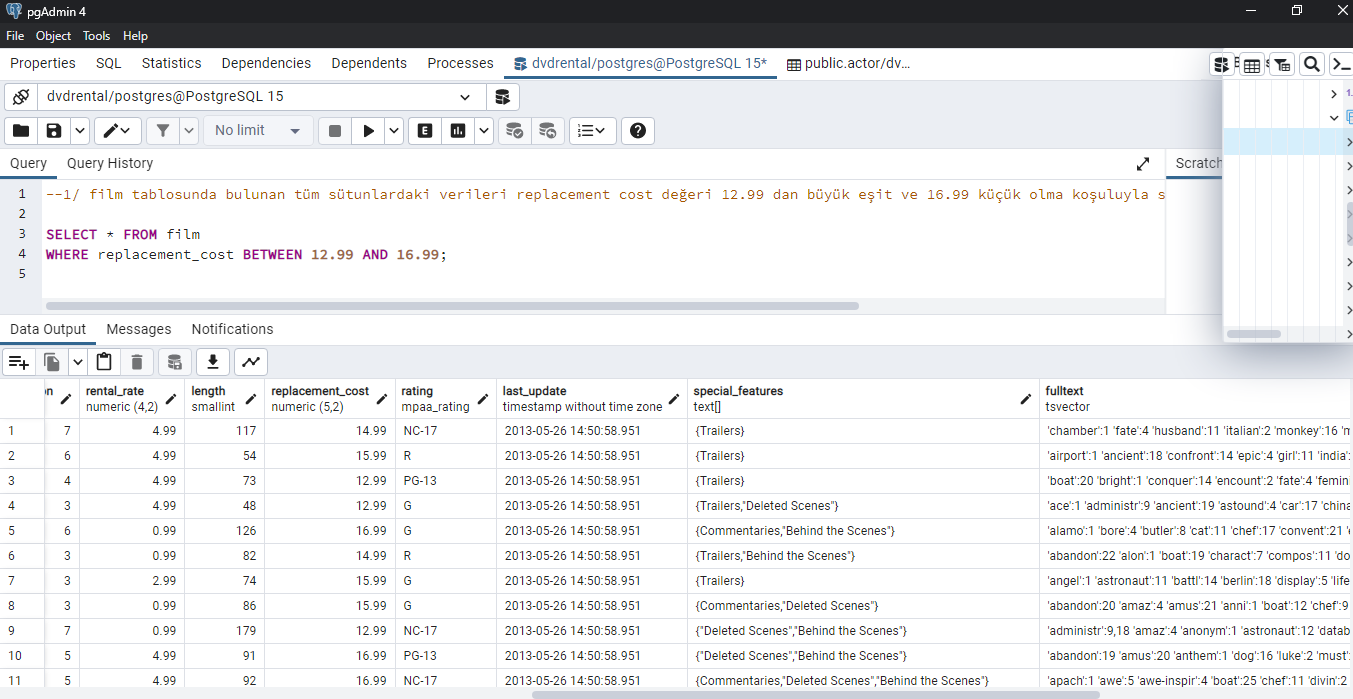 pgAdmin 4
File Object Tools Help
Properties SQL Statistics Dependencies Dependents Processes dvdrental/postgres@PostgreSQL 15* public.actor/dv...
dvdrental/postgres@PostgreSQL 15
No limit
Query Query History Scratch
1 --1/ film tablosunda bulunan tüm sütunlardaki verileri replacement cost değeri 12.99 dan büyük eşit ve 16.99 küçük olma koşuluyla s
2
3 SELECT * FROM film
4 WHERE replacement_cost BETWEEN 12.99 AND 16.99;
5
Data Output Messages Notifications
rental_rate length replacement_cost rating last_update special_features fulltext
numeric (4,2) smallint numeric (5,2) mpaa_rating timestamp without time zone text[] tsvector
1 7 4.99 117 14.99 NC-17 2013-05-26 14:50:58.951 {Trailers} 'chamber':1 'fate':4 'husband':11 'italian':2 'monkey':16
2 6 4.99 54 15.99 R 2013-05-26 14:50:58.951 {Trailers} 'airport':1 'ancient':18 'confront':14 'epic':4 'girl':11 'india':
3 4 4.99 73 12.99 PG-13 2013-05-26 14:50:58.951 {Trailers} 'boat':20 'bright':1 'conquer':14 'encount':2 'fate':4 'femin
4 3 4.99 48 12.99 G 2013-05-26 14:50:58.951 {Trailers,"Deleted Scenes"} 'ace':1 'administr':9 'ancient':19 'astound':4 'car':17 'china
5 6 0.99 126 16.99 G 2013-05-26 14:50:58.951 {Commentaries,"Behind the Scenes"} 'alamo':1 'bore':4 'butler':8 'cat':11 'chef':17 'convent':21
6 3 0.99 82 14.99 R 2013-05-26 14:50:58.951 {Trailers,"Behind the Scenes"} 'abandon':22 'alon':1 'boat':19 'charact':7 'compos':11 'do
7 3 2.99 74 15.99 G 2013-05-26 14:50:58.951 {Trailers} 'angel':1 'astronaut':11 'battl':14 'berlin':18 'display':5 'life
8 3 0.99 86 15.99 G 2013-05-26 14:50:58.951 {Commentaries,"Deleted Scenes"} 'abandon':20 'amaz':4 'amus':21 'anni':1 'boat':12 'chef':9
9 7 0.99 179 12.99 NC-17 2013-05-26 14:50:58.951 {"Deleted Scenes","Behind the Scenes"} 'administr':9,18 'amaz':4 'anonym':1 'astronaut':12 'datab
10 5 4.99 91 16.99 PG-13 2013-05-26 14:50:58.951 {"Deleted Scenes","Behind the Scenes"} 'abandon':19 'amus':20 'anthem':1 'dog':16 'luke':2 'must':
11 5 4.99 92 16.99 NC-17 2013-05-26 14:50:58.951 {Commentaries,"Deleted Scenes","Behind the Scenes"} 'apach':1 'awe':5 'awe-inspir':4 'boat':25 'chef':11 'divin':2